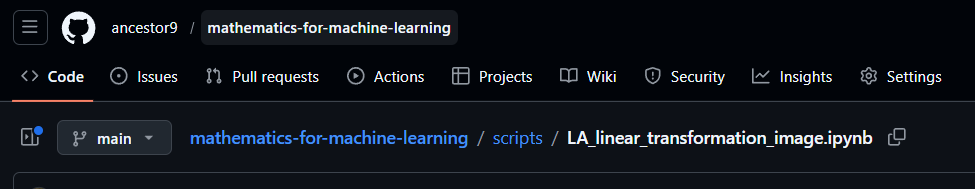 ancestor9 / mathematics-for-machine-learning
Code Issues Pull requests Actions Projects Wiki Security Insights Settings
main mathematics-for-machine-learning / scripts / LA_linear_transformation_image.ipynb